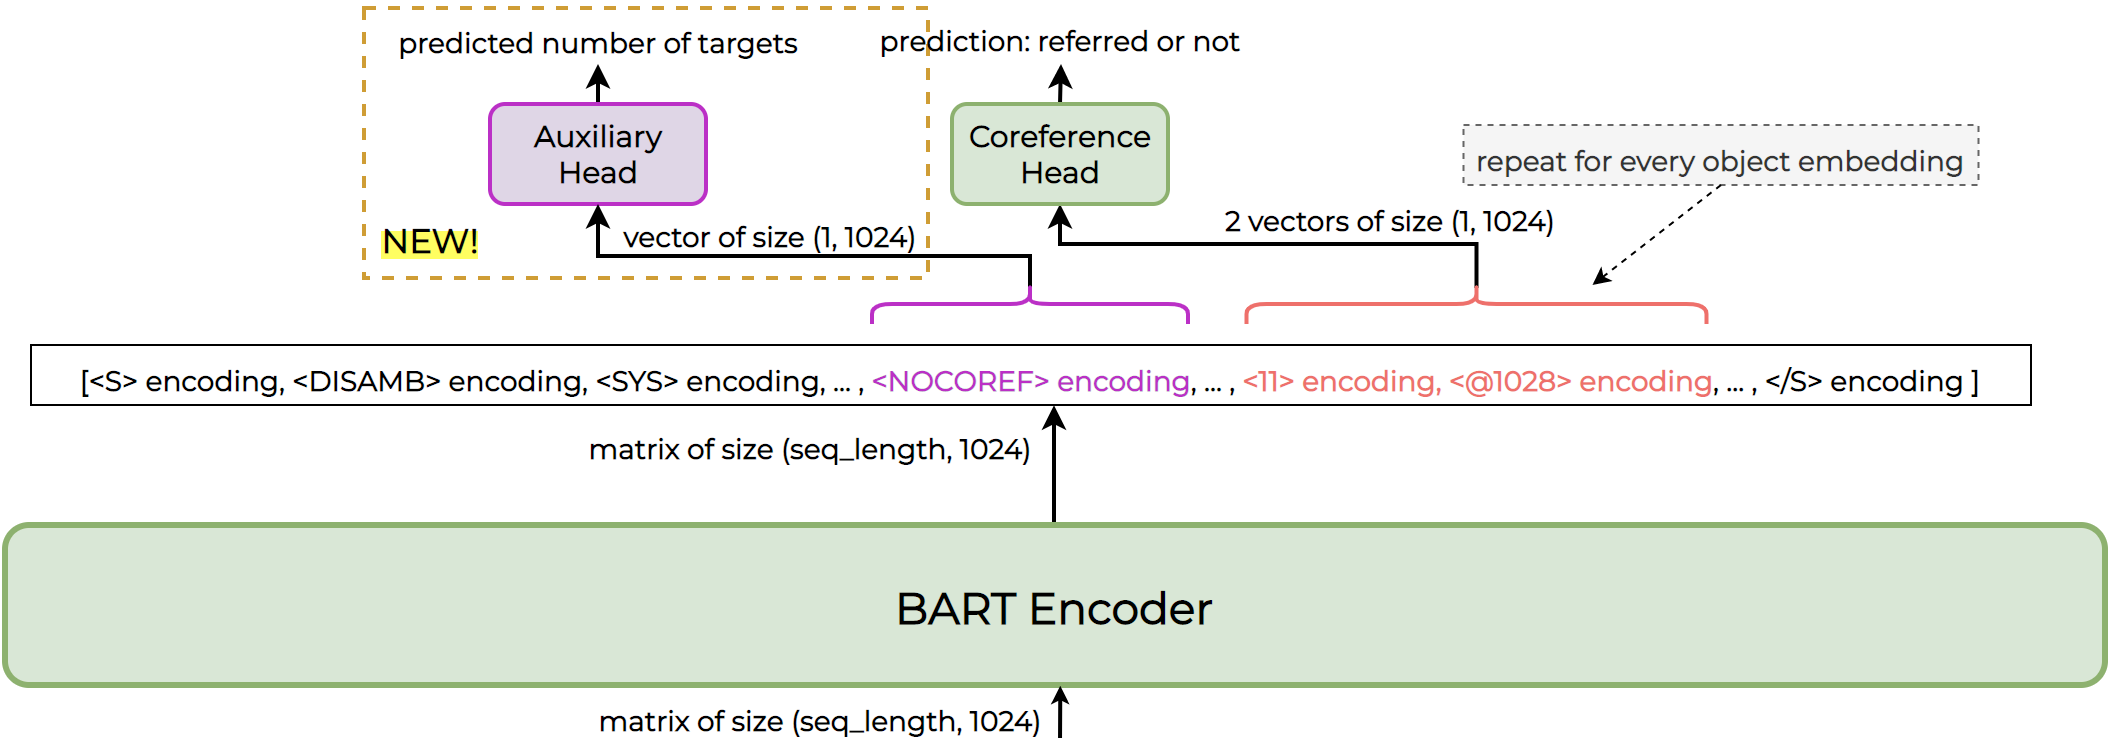 predicted number of targets
prediction: referred or not
Auxiliary
Head
Coreference
Head
repeat for every object embedding
NEW!
vector of size (1, 1024)
2 vectors of size (1, 1024)
[<S> encoding, <DISAMB> encoding, <SYS> encoding, ... , <NOCOREF> encoding, ... , <11> encoding, <@1028> encoding, ... , </S> encoding ]
matrix of size (seq_length, 1024)
BART Encoder
matrix of size (seq_length, 1024)